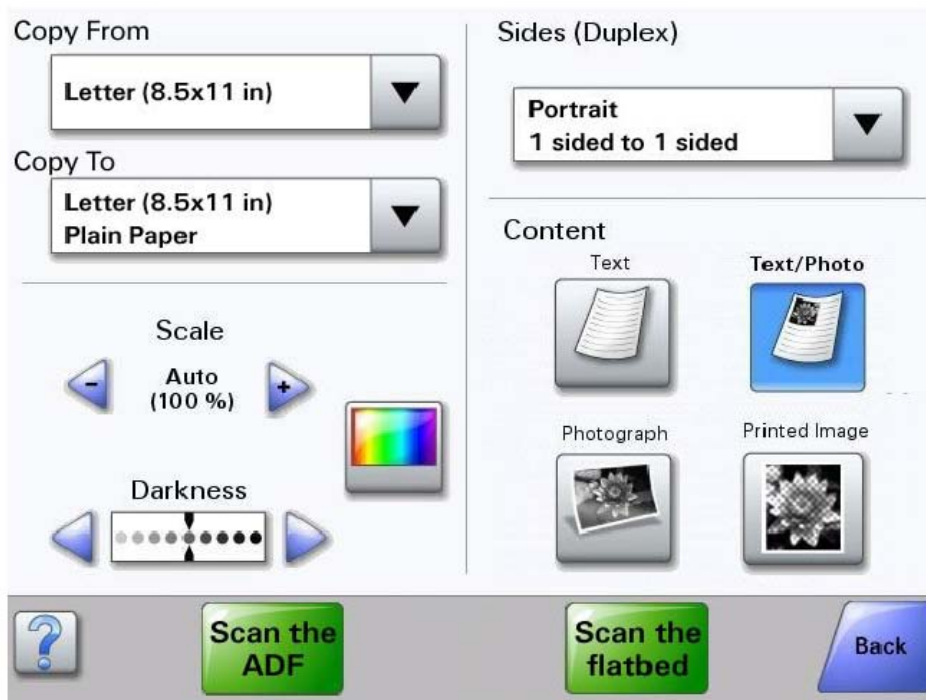 Copy From
Letter (8.5x11 in)
Copy To
Letter (8.5x11 in)
Plain Paper
Scale
-
Auto
(100 %)
+
Darkness
Sides (Duplex)
Portrait
1 sided to 1 sided
Content
Text
Text/Photo
Photograph
Printed Image
?
Scan the
ADF
Scan the
flatbed
Back